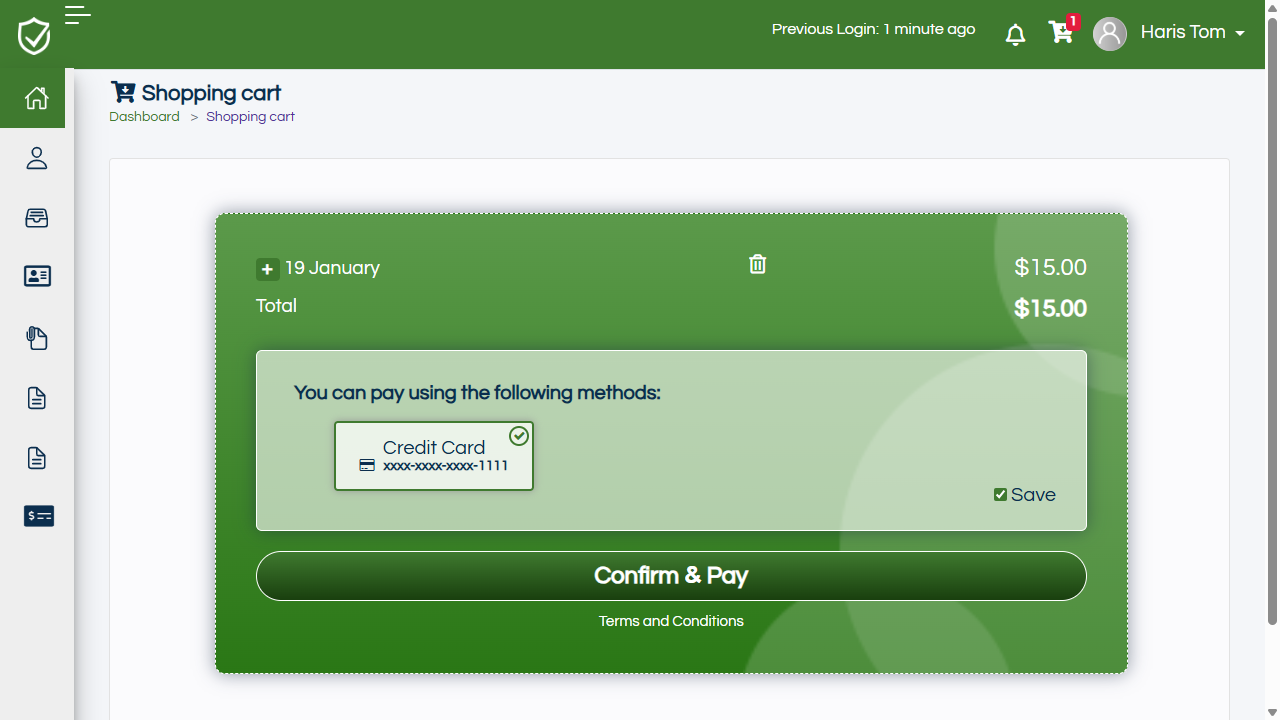 Previous Login: 1 minute ago
1
Haris Tom
Shopping cart
Dashboard > Shopping cart
+ 19 January
$15.00
Total
$15.00
You can pay using the following methods:
Credit Card
xxxx-xxxx-xxxx-1111
Save
Confirm & Pay
Terms and Conditions